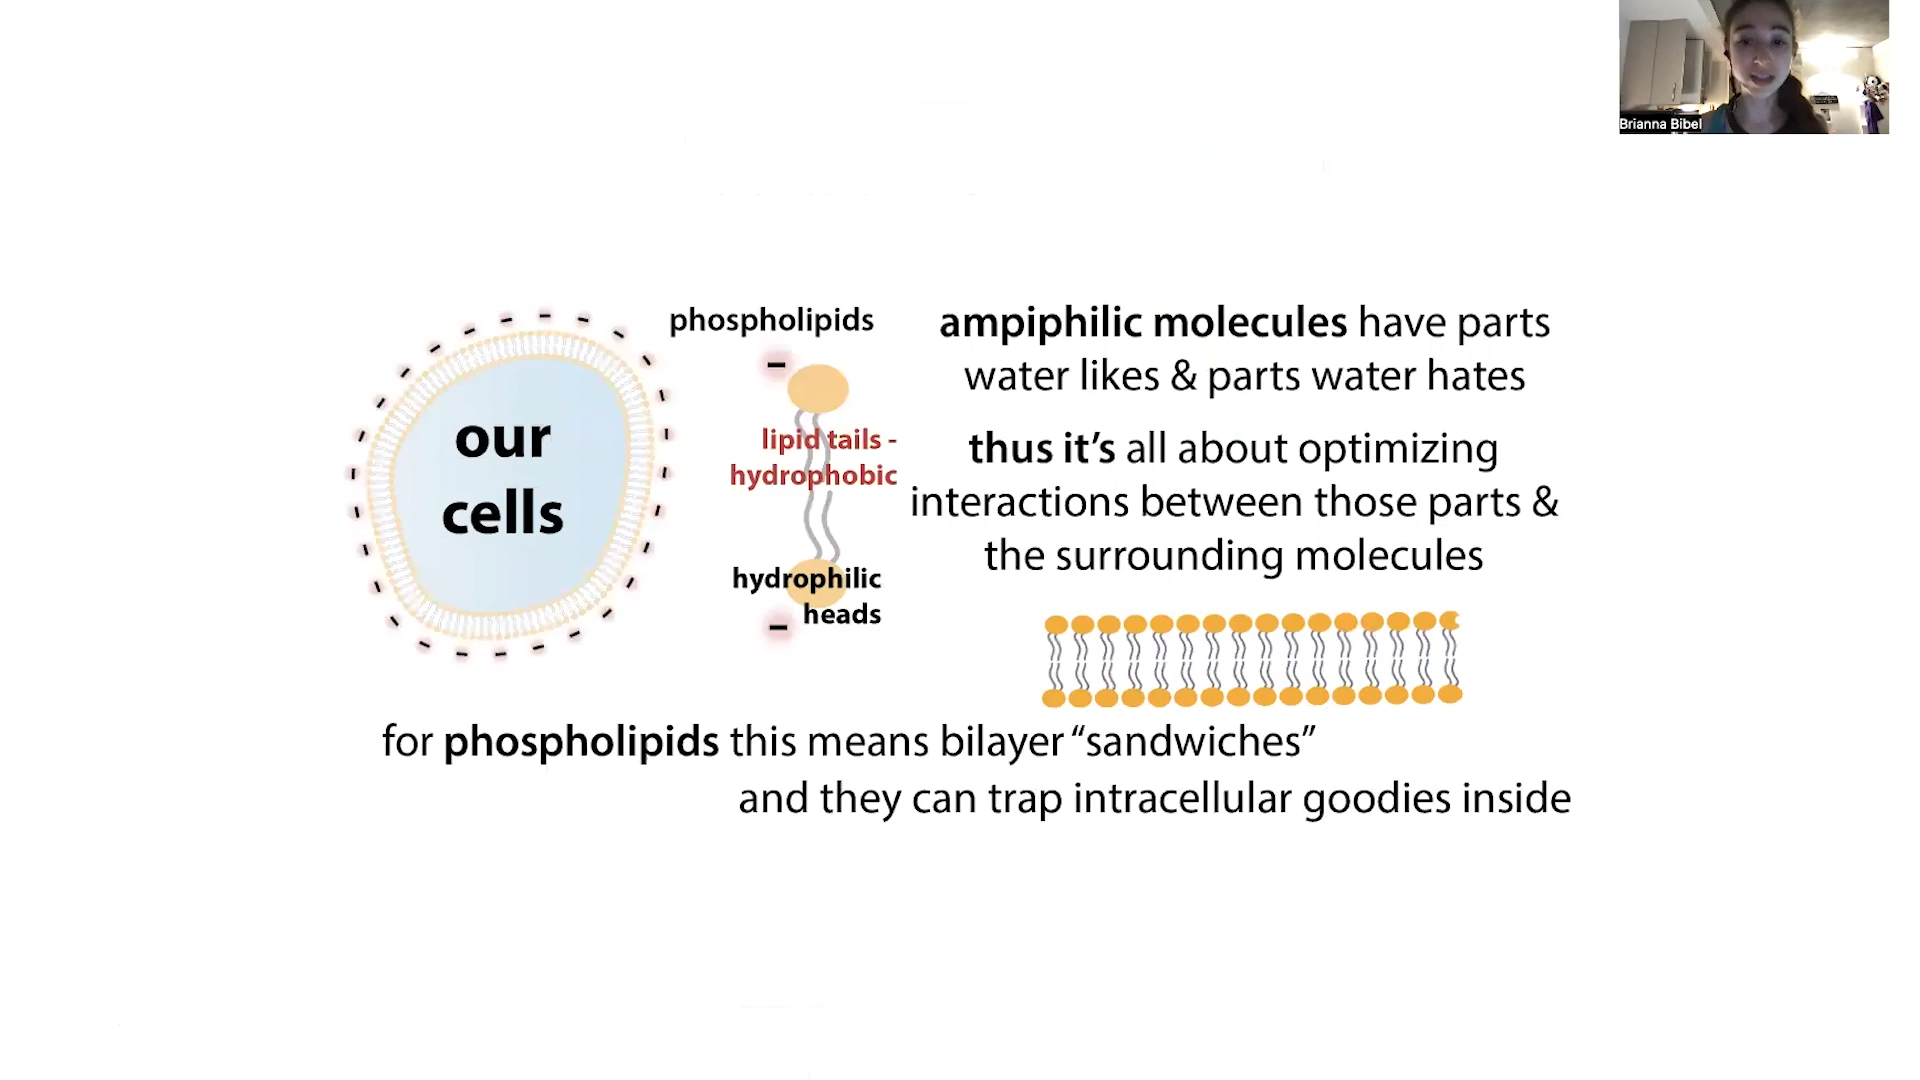 Brianna Bibel
our
cells
phospholipids
–
lipid tails -
hydrophobic
hydrophilic
heads
–
ampiphilic molecules have parts
water likes & parts water hates
thus it’s all about optimizing
interactions between those parts &
the surrounding molecules
for phospholipids this means bilayer “sandwiches”
and they can trap intracellular goodies inside